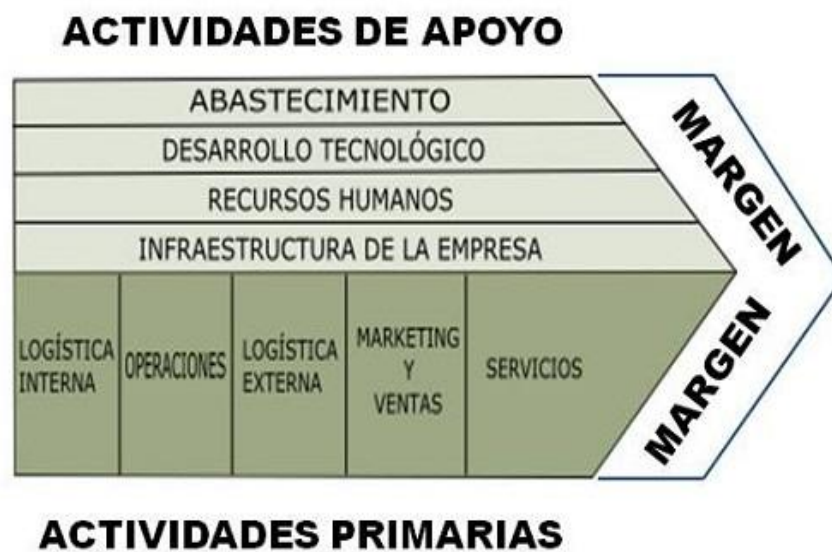 ACTIVIDADES DE APOYO
ABASTECIMIENTO
DESARROLLO TECNOLÓGICO
RECURSOS HUMANOS
INFRAESTRUCTURA DE LA EMPRESA
MARGEN
LOGÍSTICA
INTERNA
OPERACIONES
LOGÍSTICA
EXTERNA
MARKETING
Y
VENTAS
SERVICIOS
MARGEN
ACTIVIDADES PRIMARIAS